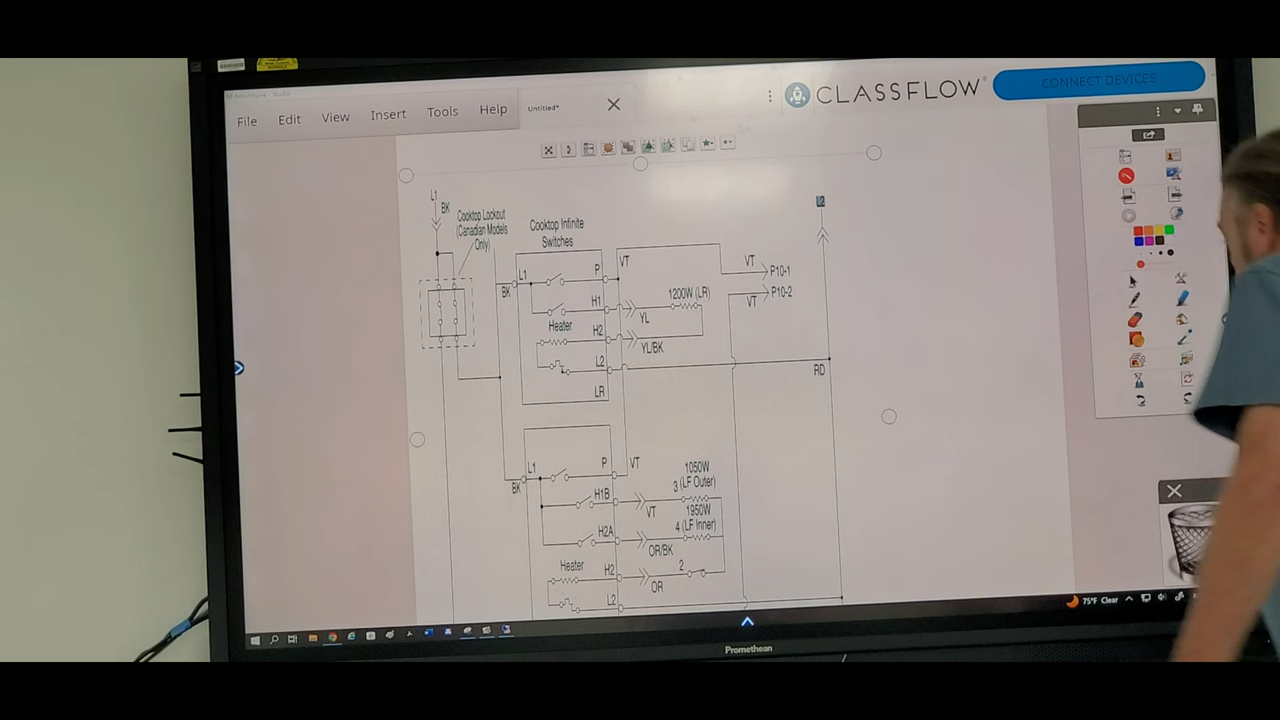 CLASSFLOW
CONNECT DEVICES
File Edit View Insert Tools Help
Untitled*
L1
BK
Cooktop Lockout
(Canadian Models
Only)
Cooktop Infinite
Switches
L1
BK
P
VT
H1
YL
1200W (LR)
Heater
H2
YL/BK
L2
LR
VT
P10-1
P10-2
VT
RD
L1
BK
P
VT
1050W
3 (LF Outer)
H1B
VT
1950W
4 (LF Inner)
H2A
OR/BK
Heater
H2
OR
2
L2
75°F Clear
Promethean